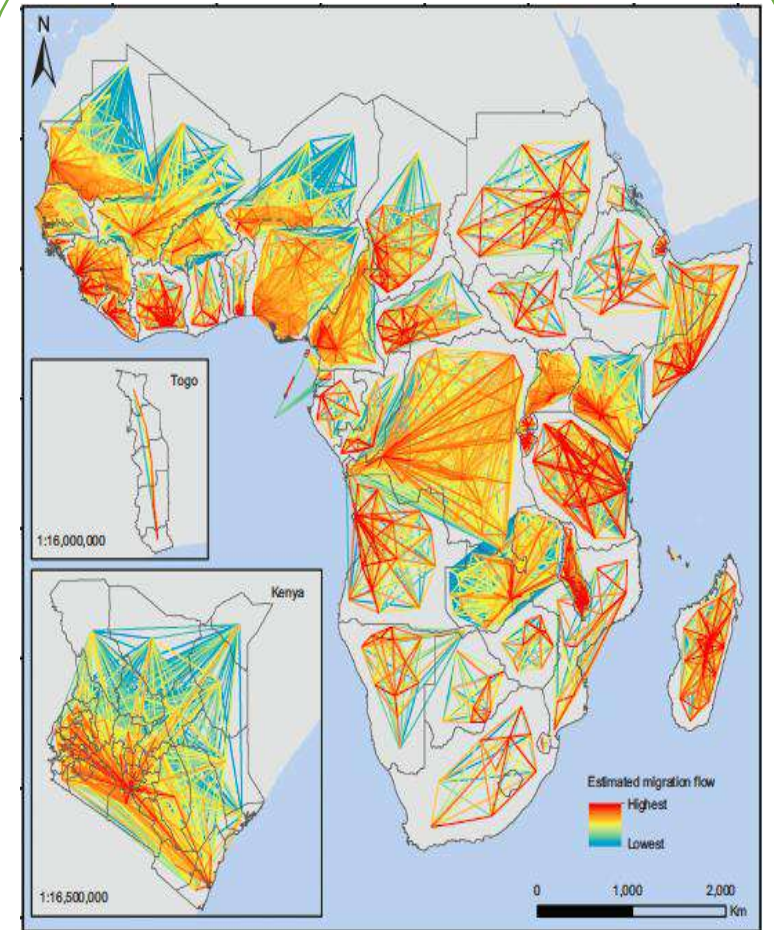 N
Togo
1:16,000,000
Kenya
1:16,500,000
Estimated migration flow
Highest
Lowest
0 1,000 2,000
Km